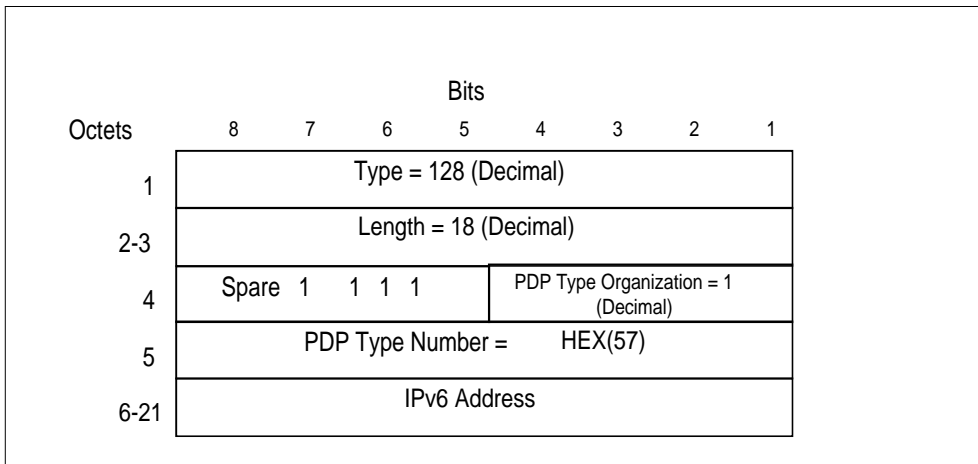 Bits
Octets 8 7 6 5 4 3 2 1
1 Type = 128 (Decimal)
2-3 Length = 18 (Decimal)
4 Spare 1 1 1 1 PDP Type Organization = 1
(Decimal)
5 PDP Type Number = HEX(57)
6-21 IPv6 Address